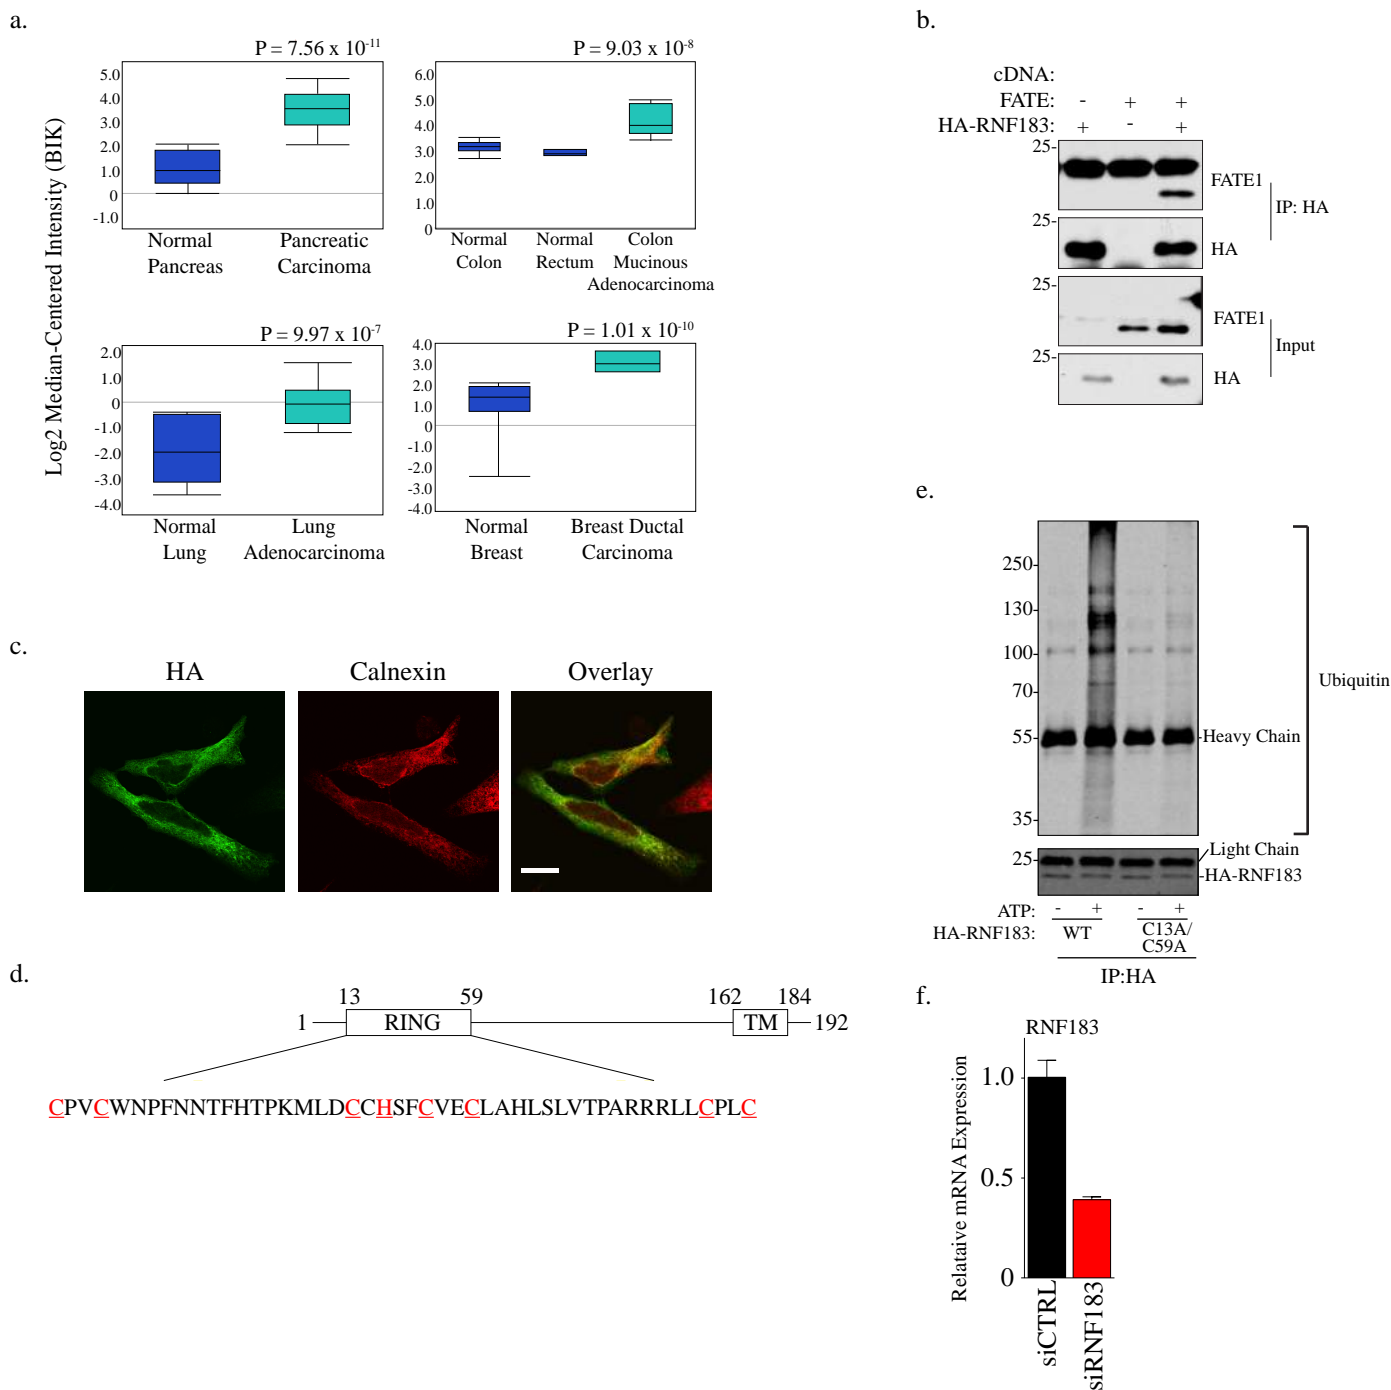 a.
Log2 Median-Centered Intensity (BIK)
P = 7.56 x 10-11
5.0
4.0
3.0
2.0
1.0
0
-1.0
Normal
Pancreas
Pancreatic
Carcinoma
P = 9.03 x 10-8
6.0
5.0
4.0
3.0
2.0
1.0
0
Normal
Colon
Normal
Rectum
Colon
Mucinous
Adenocarcinoma
P = 9.97 x 10-7
2.0
1.0
0
-1.0
-2.0
-3.0
-4.0
Normal
Lung
Lung
Adenocarcinoma
P = 1.01 x 10-10
4.0
3.0
2.0
1.0
0
-1.0
-2.0
-3.0
-4.0
Normal
Breast
Breast Ductal
Carcinoma
b.
cDNA:
FATE: - + +
HA-RNF183: + - +
25-
FATE1
25-
HA
IP: HA
25-
FATE1
25-
HA
Input
c.
HA
Calnexin
Overlay
d.
13
59
162
184
1
RING
TM
192
CPVCWNPFNNTFHTPKMLDCCHSFCVECLAHLSLVTPARRRLLCPLC
e.
250-
130-
100-
70-
55-
35-
25-
Ubiquitin
-Heavy Chain
Light Chain
-HA-RNF183
ATP: - + - +
HA-RNF183: WT C13A/
C59A
IP:HA
f.
RNF183
Relataive mRNA Expression
1.0
0.5
0
siCTRL
siRNF183